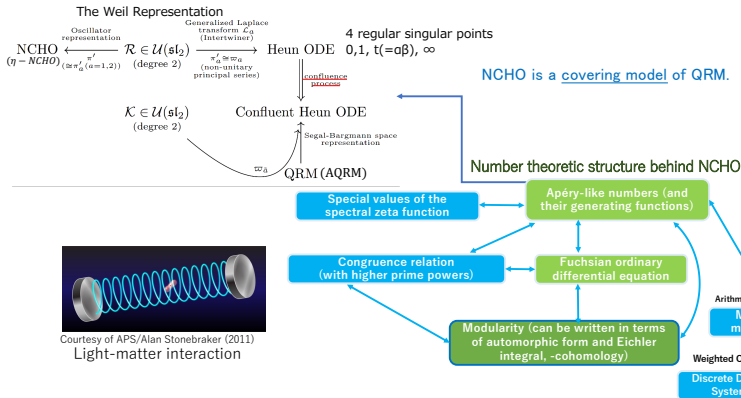 The Weil Representation
Oscillator
representation
Generalized Laplace
transform 𝓛_a
(Intertwiner)
4 regular singular points
0,1, t(=αβ), ∞
NCHO
(η - NCHO)
π′
(≅π′_a (a=1,2))
𝓡 ∈ 𝒰(𝔰𝔩₂)
(degree 2)
π′_a ≅ ϖ_a
(non-unitary
principal series)
Heun ODE
confluence
process
NCHO is a covering model of QRM.
𝒦 ∈ 𝒰(𝔰𝔩₂)
(degree 2)
Confluent Heun ODE
Segal-Bargmann space
representation
ϖ_a
QRM (AQRM)
Number theoretic structure behind NCHO
Special values of the
spectral zeta function
Apéry-like numbers (and
their generating functions)
Congruence relation
(with higher prime powers)
Fuchsian ordinary
differential equation
Modularity (can be written in terms
of automorphic form and Eichler
integral, -cohomology)
Courtesy of APS/Alan Stonebraker (2011)
Light-matter interaction
Arithm
M
m
Weighted C
Discrete D
System